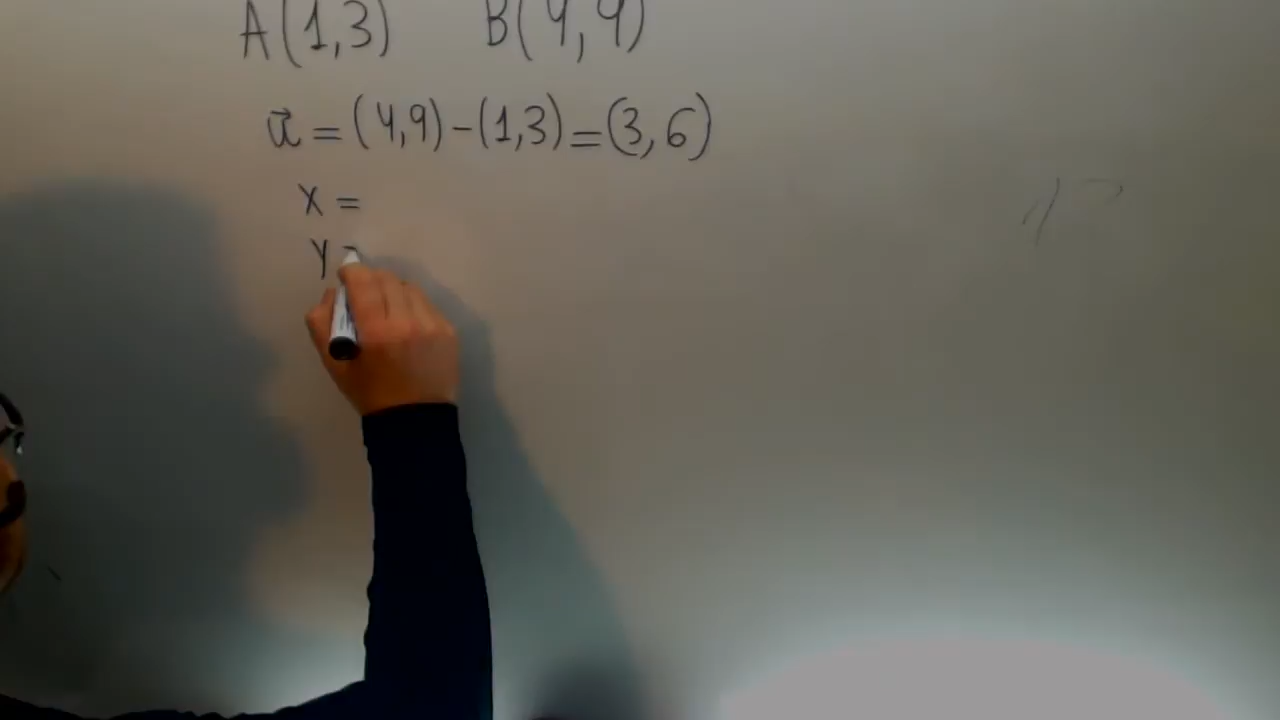 A(1,3) B(4,9)
a⃗ = (4,9)-(1,3)=(3,6)
x =
y =